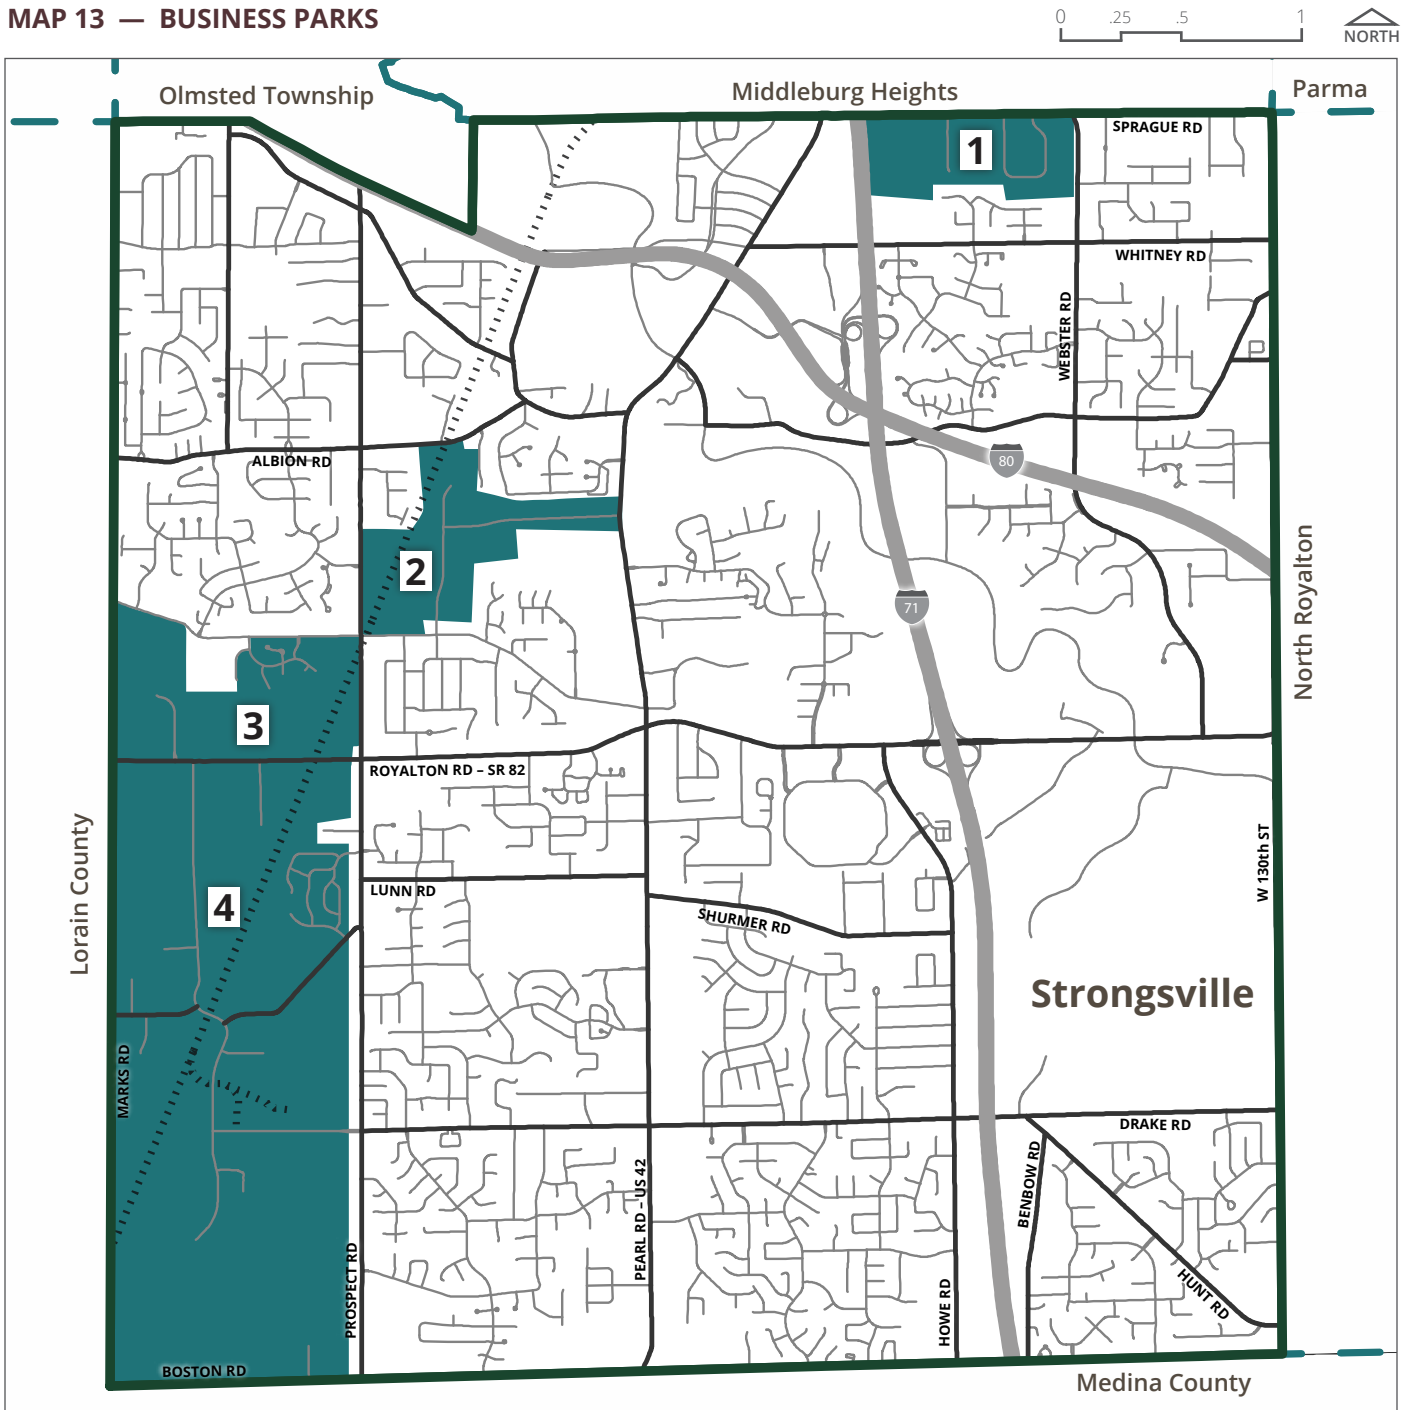 MAP 13 — BUSINESS PARKS
0 .25 .5 1
NORTH
Olmsted Township
Middleburg Heights
Parma
SPRAGUE RD
1
WHITNEY RD
WEBSTER RD
ALBION RD
80
2
71
North Royalton
3
ROYALTON RD – SR 82
Lorain County
W 130th ST
LUNN RD
4
SHURMER RD
Strongsville
MARKS RD
DRAKE RD
BENBOW RD
PEARL RD – US 42
PROSPECT RD
HOWE RD
HUNT RD
BOSTON RD
Medina County